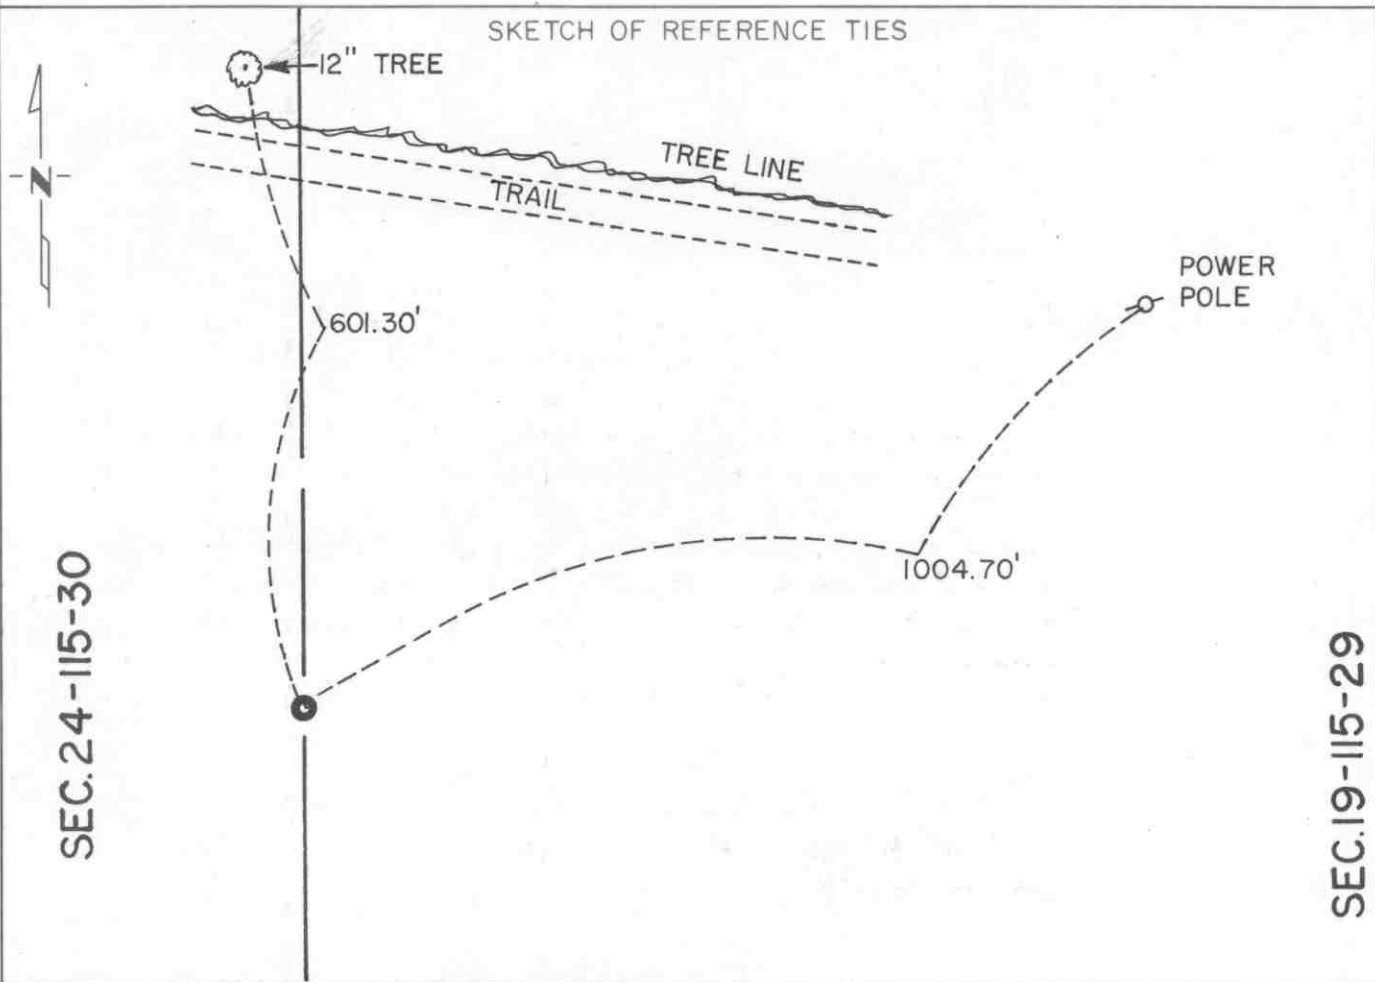 SKETCH OF REFERENCE TIES
12" TREE
N
TREE LINE
TRAIL
POWER
POLE
601.30'
1004.70'
SEC.24-115-30
SEC.19-115-29